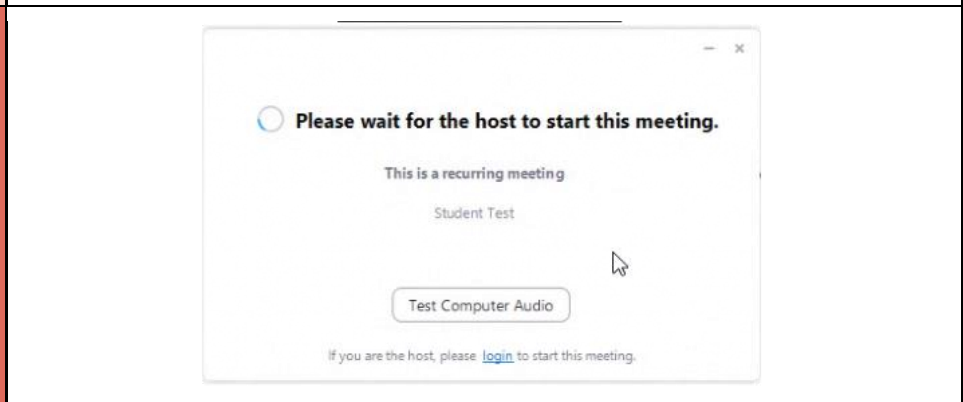 Please wait for the host to start this meeting.
This is a recurring meeting
Student Test
Test Computer Audio
If you are the host, please login to start this meeting.